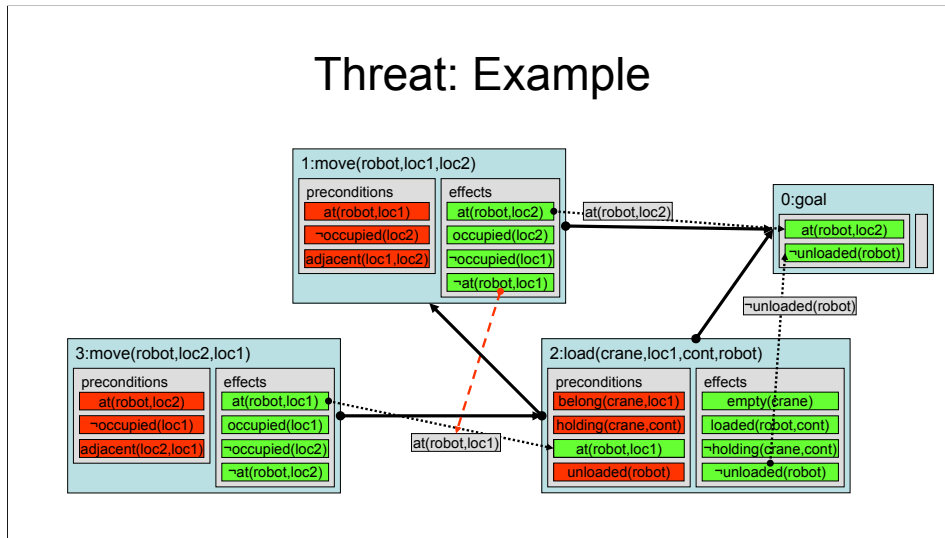 Threat: Example
1:move(robot,loc1,loc2)
preconditions
at(robot,loc1)
¬occupied(loc2)
adjacent(loc1,loc2)
effects
at(robot,loc2)
occupied(loc2)
¬occupied(loc1)
¬at(robot,loc1)
at(robot,loc2)
0:goal
at(robot,loc2)
¬unloaded(robot)
¬unloaded(robot)
3:move(robot,loc2,loc1)
preconditions
at(robot,loc2)
¬occupied(loc1)
adjacent(loc2,loc1)
effects
at(robot,loc1)
occupied(loc1)
¬occupied(loc2)
¬at(robot,loc2)
at(robot,loc1)
2:load(crane,loc1,cont,robot)
preconditions
belong(crane,loc1)
holding(crane,cont)
at(robot,loc1)
unloaded(robot)
effects
empty(crane)
loaded(robot,cont)
¬holding(crane,cont)
¬unloaded(robot)